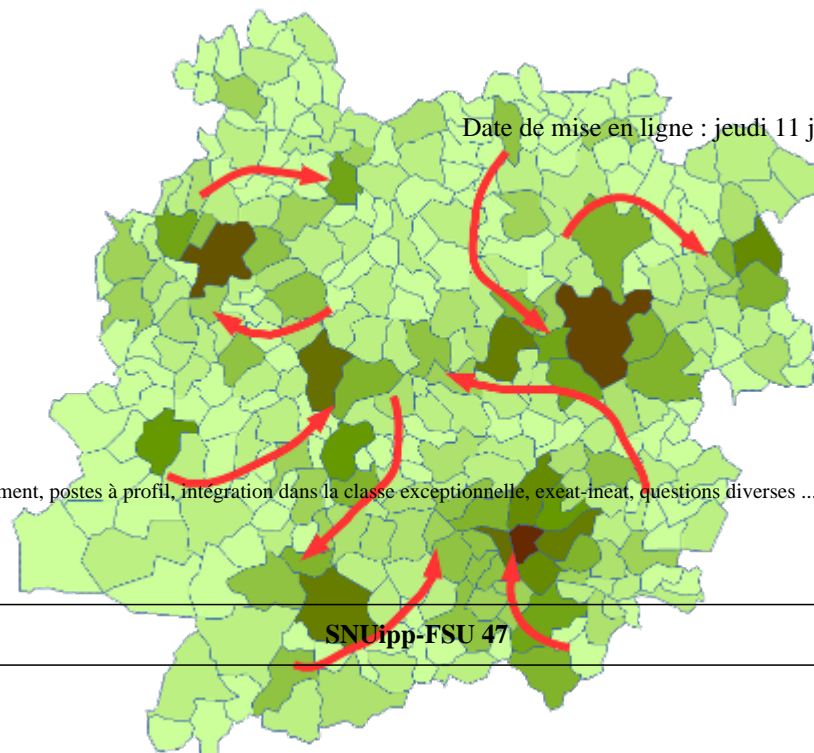 Date de mise en ligne : jeudi 11
postes à profil, intégration dans la classe exceptionnelle, exeat-ineat, questions diverses ...
SNUipp-FSU 47